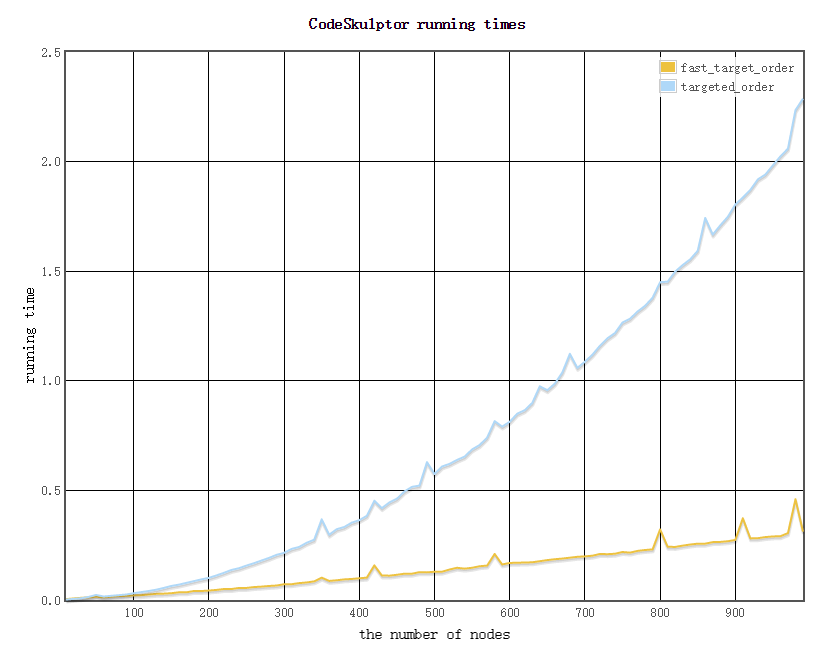 CodeSkulptor running times
2.5
fast_target_order
targeted_order
2.0
1.5
running time
1.0
0.5
0.0
100 200 300 400 500 600 700 800 900
the number of nodes